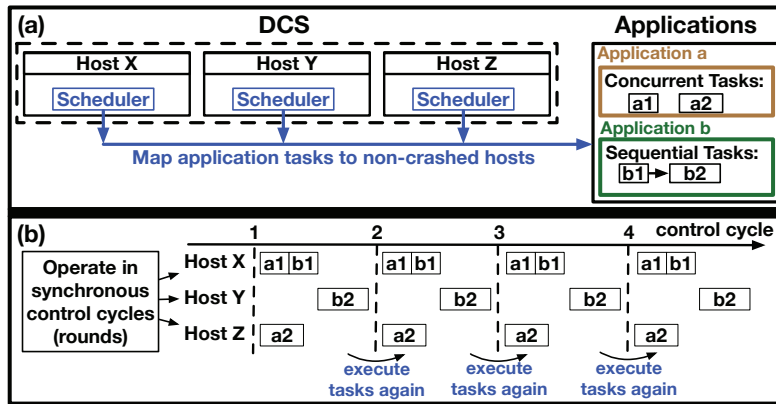 (a)
DCS
Applications
Host X
Host Y
Host Z
Scheduler
Scheduler
Scheduler
Map application tasks to non-crashed hosts
Application a
Concurrent Tasks:
a1
a2
Application b
Sequential Tasks:
b1
b2
(b)
1
2
3
4
control cycle
Operate in
synchronous
control cycles
(rounds)
Host X
a1
b1
a1
b1
a1
b1
a1
b1
Host Y
b2
b2
b2
b2
Host Z
a2
a2
a2
a2
execute
tasks again
execute
tasks again
execute
tasks again